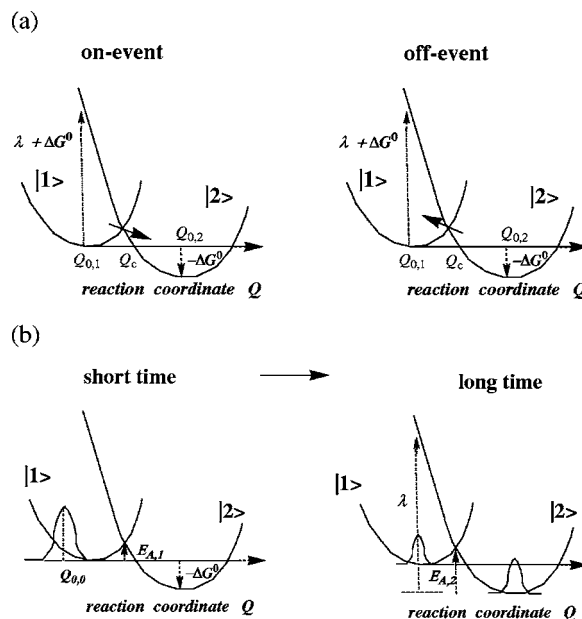 (a)
on-event
off-event
λ + ΔG⁰
|1>
|2>
Q₀,₁
Q_c
Q₀,₂
−ΔG⁰
reaction coordinate Q
λ + ΔG⁰
|1>
|2>
Q₀,₁
Q_c
Q₀,₂
−ΔG⁰
reaction coordinate Q
(b)
short time
long time
|1>
|2>
E_A,1
Q₀,₀
−ΔG⁰
reaction coordinate Q
|1>
λ
|2>
E_A,2
reaction coordinate Q